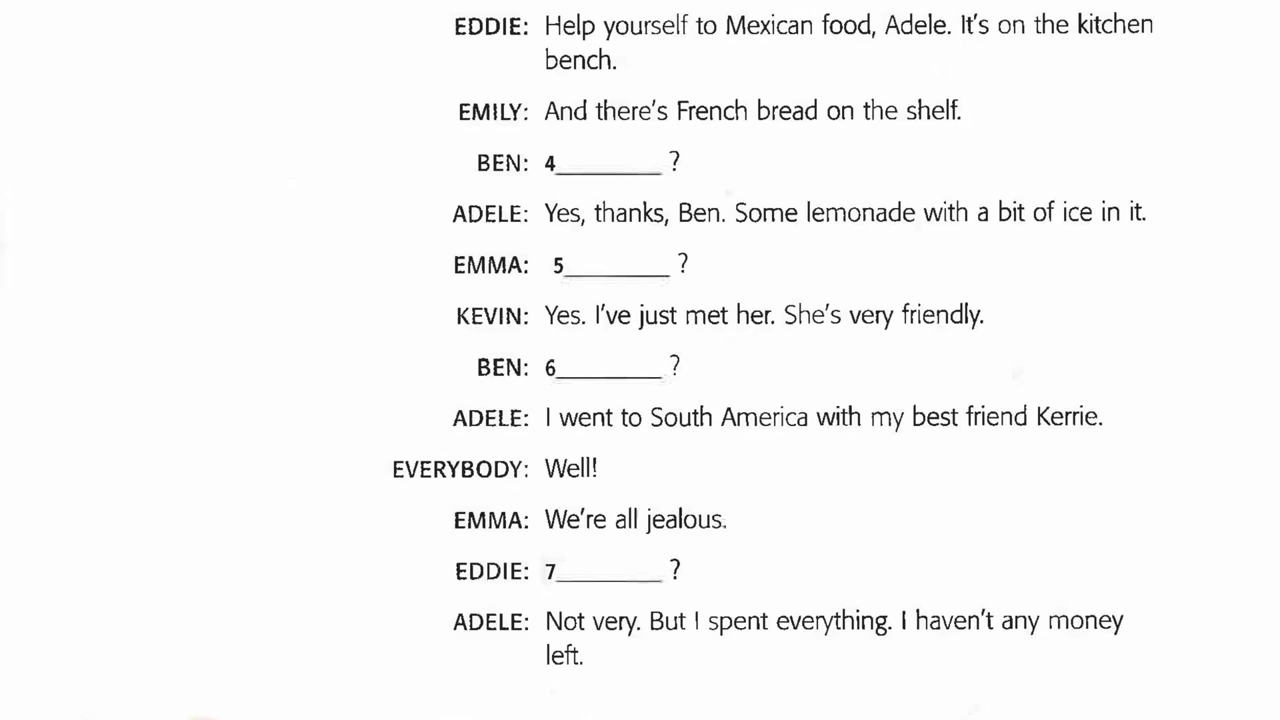 EDDIE: Help yourself to Mexican food, Adele. It's on the kitchen
bench.
EMILY: And there's French bread on the shelf.
BEN: 4________ ?
ADELE: Yes, thanks, Ben. Some lemonade with a bit of ice in it.
EMMA: 5________ ?
KEVIN: Yes. I've just met her. She's very friendly.
BEN: 6________ ?
ADELE: I went to South America with my best friend Kerrie.
EVERYBODY: Well!
EMMA: We're all jealous.
EDDIE: 7________ ?
ADELE: Not very. But I spent everything. I haven't any money
left.